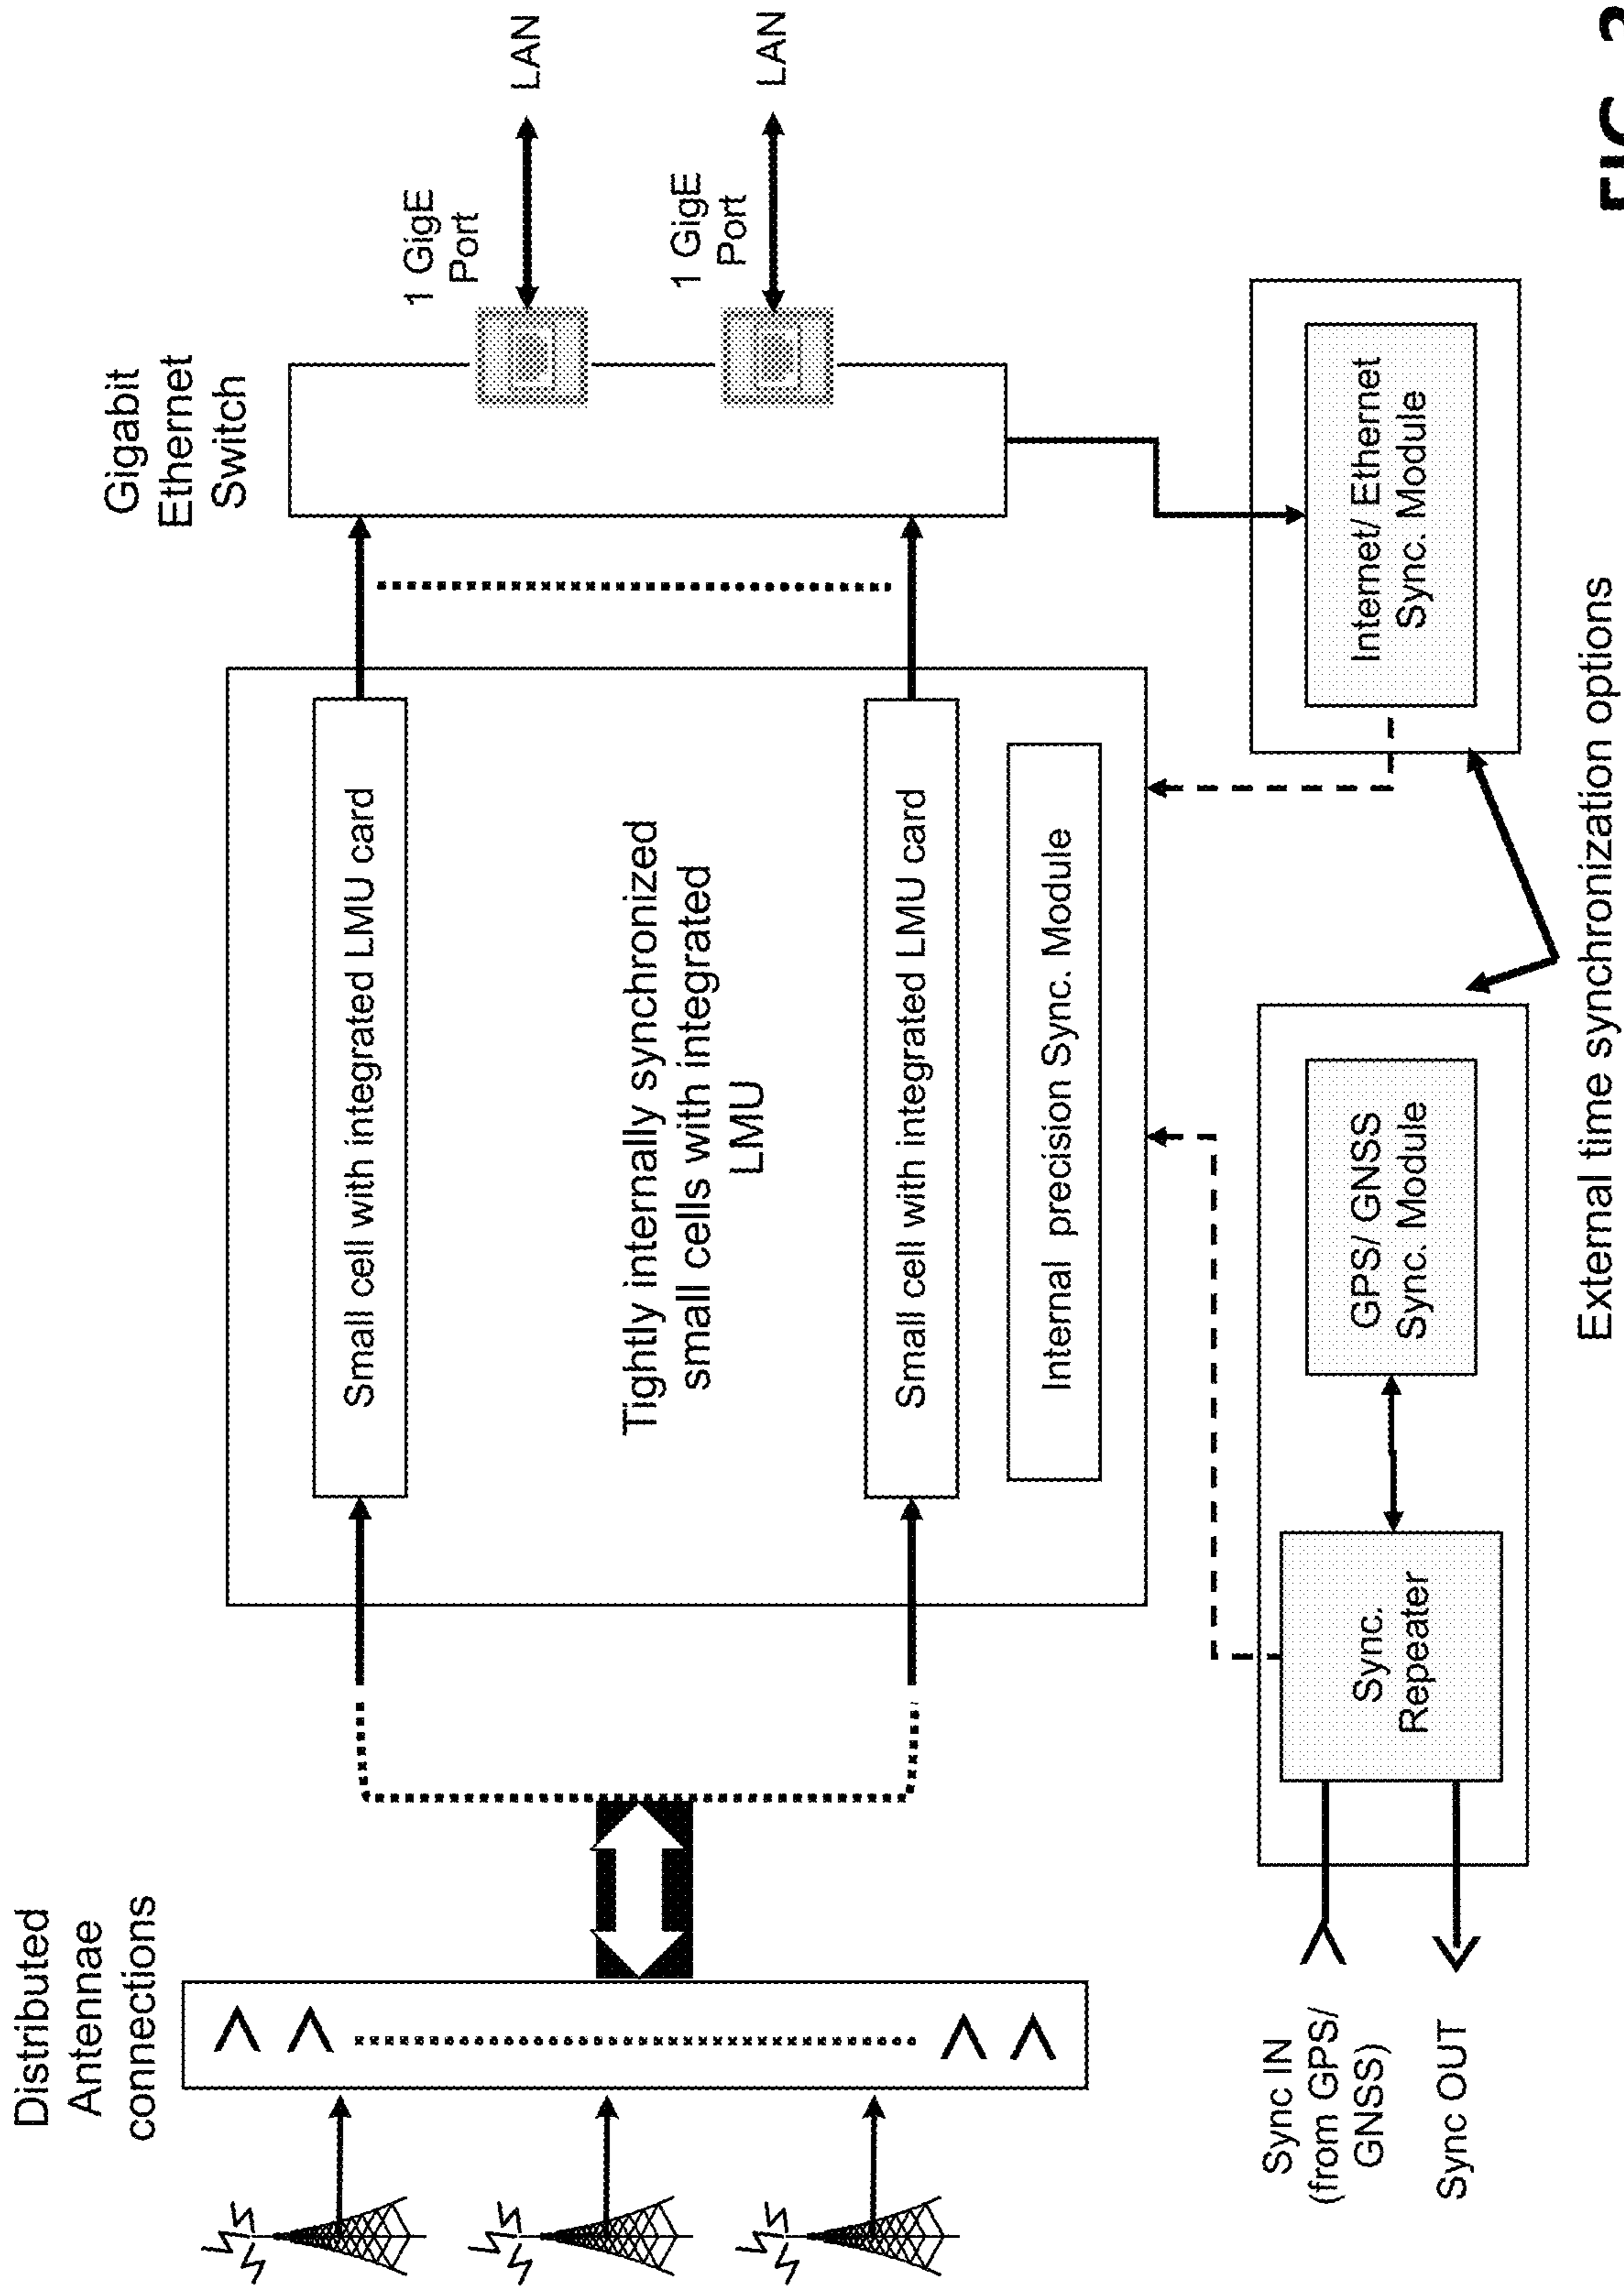 Distributed
Antennae
connections
Gigabit
Ethernet
Switch
Small cell with integrated LMU card
Tightly internally synchronized
small cells with integrated
LMU
Small cell with integrated LMU card
Internal precision Sync. Module
1 GigE
Port
LAN
1 GigE
Port
LAN
Sync IN
(from GPS/
GNSS)
Sync OUT
Sync.
Repeater
GPS/ GNSS
Sync. Module
Internet/ Ethernet
Sync. Module
External time synchronization options
FIG.